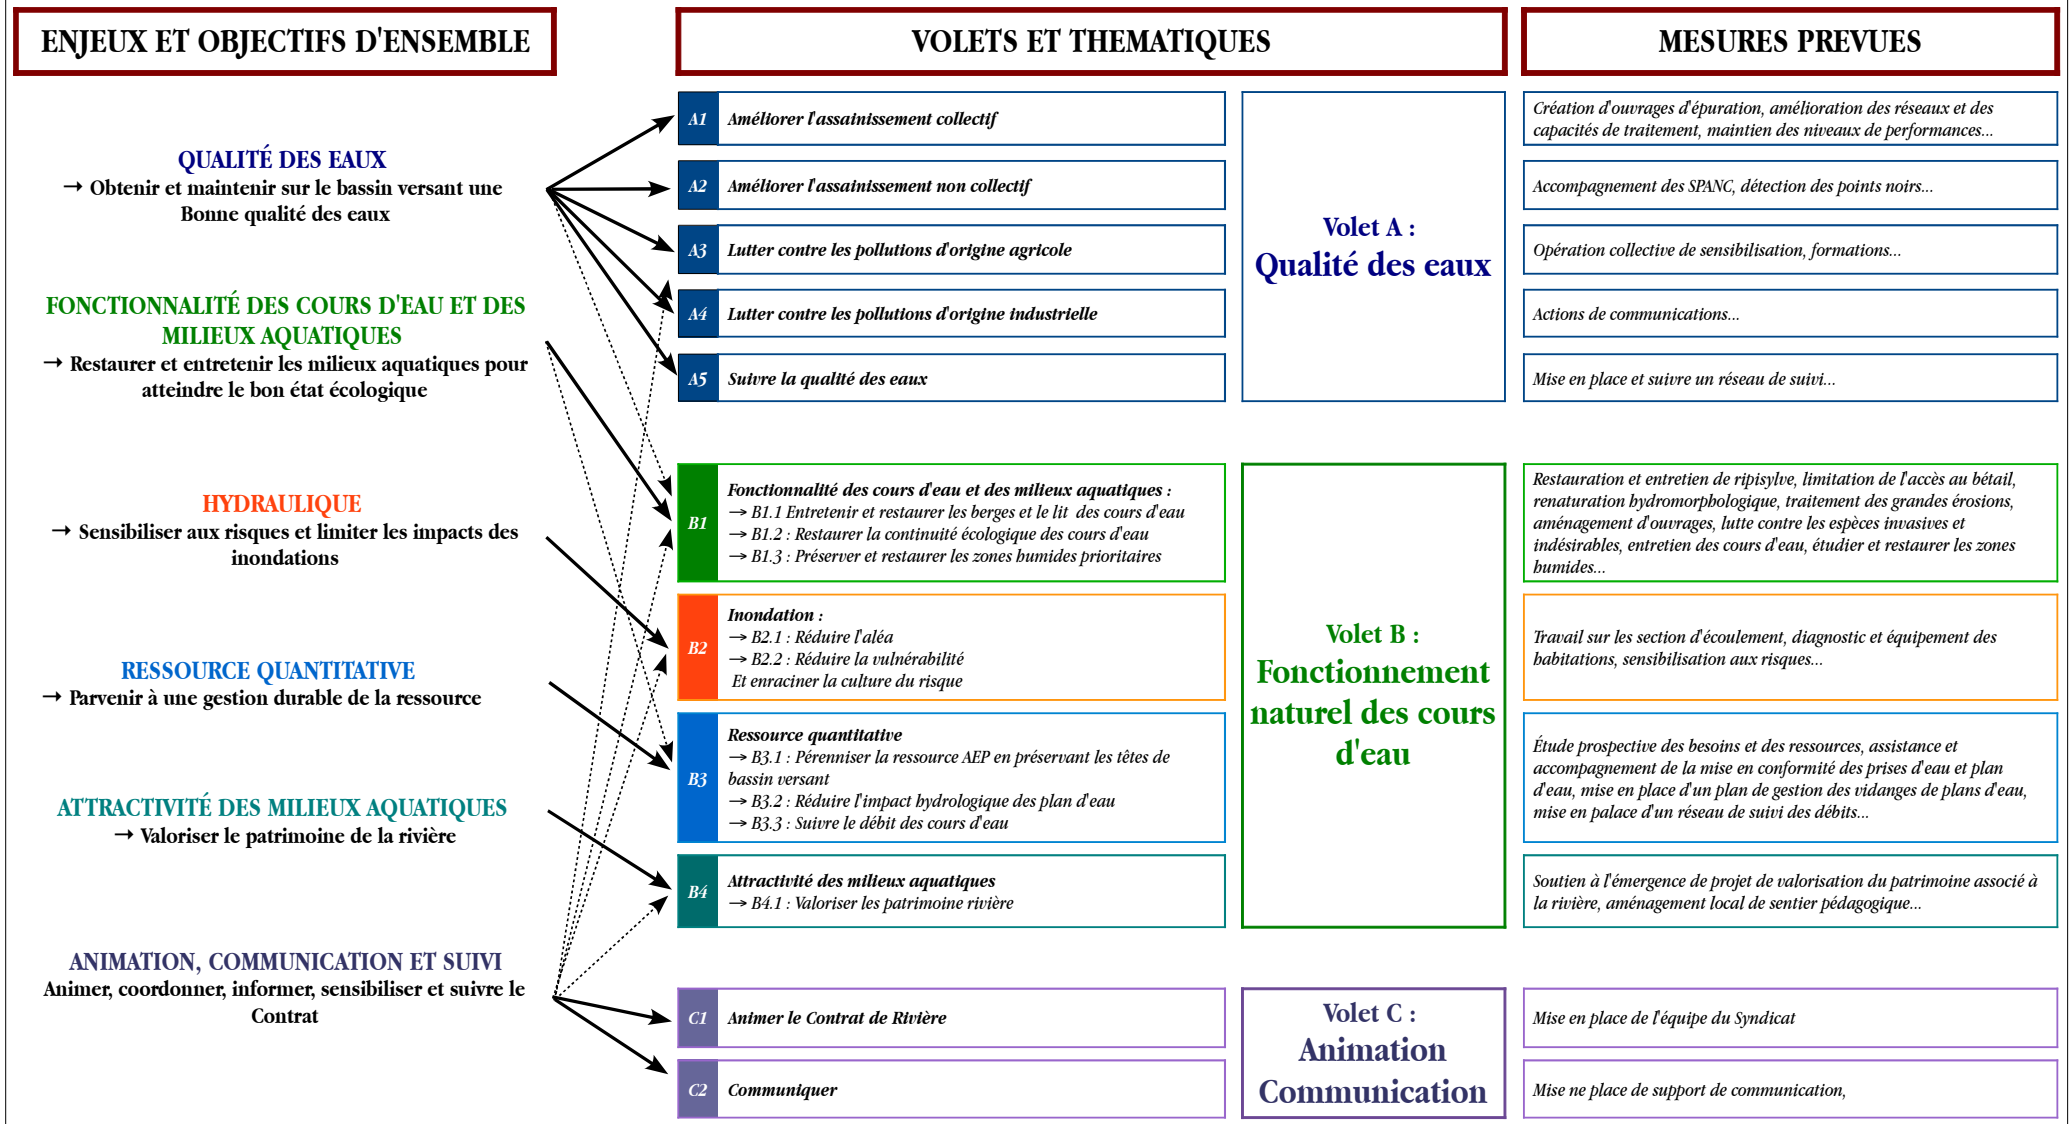 ENJEUX ET OBJECTIFS D'ENSEMBLE
VOLETS ET THEMATIQUES
MESURES PREVUES
QUALITÉ DES EAUX
→ Obtenir et maintenir sur le bassin versant une
Bonne qualité des eaux
FONCTIONNALITÉ DES COURS D'EAU ET DES
MILIEUX AQUATIQUES
→ Restaurer et entretenir les milieux aquatiques pour
atteindre le bon état écologique
HYDRAULIQUE
→ Sensibiliser aux risques et limiter les impacts des
inondations
RESSOURCE QUANTITATIVE
→ Parvenir à une gestion durable de la ressource
ATTRACTIVITÉ DES MILIEUX AQUATIQUES
→ Valoriser le patrimoine de la rivière
ANIMATION, COMMUNICATION ET SUIVI
Animer, coordonner, informer, sensibiliser et suivre le
Contrat
A1 Améliorer l'assainissement collectif
A2 Améliorer l'assainissement non collectif
A3 Lutter contre les pollutions d'origine agricole
A4 Lutter contre les pollutions d'origine industrielle
A5 Suivre la qualité des eaux
Volet A :
Qualité des eaux
Création d'ouvrages d'épuration, amélioration des réseaux et des
capacités de traitement, maintien des niveaux de performances...
Accompagnement des SPANC, détection des points noirs...
Opération collective de sensibilisation, formations...
Actions de communications...
Mise en place et suivre un réseau de suivi...
B1
Fonctionnalité des cours d'eau et des milieux aquatiques :
→ B1.1 Entretenir et restaurer les berges et le lit des cours d'eau
→ B1.2 : Restaurer la continuité écologique des cours d'eau
→ B1.3 : Préserver et restaurer les zones humides prioritaires
B2
Inondation :
→ B2.1 : Réduire l'aléa
→ B2.2 : Réduire la vulnérabilité
Et enraciner la culture du risque
B3
Ressource quantitative
→ B3.1 : Pérenniser la ressource AEP en préservant les têtes de
bassin versant
→ B3.2 : Réduire l'impact hydrologique des plan d'eau
→ B3.3 : Suivre le débit des cours d'eau
B4
Attractivité des milieux aquatiques
→ B4.1 : Valoriser les patrimoine rivière
Volet B :
Fonctionnement
naturel des cours
d'eau
Restauration et entretien de ripisylve, limitation de l'accès au bétail,
renaturation hydromorphologique, traitement des grandes érosions,
aménagement d'ouvrages, lutte contre les espèces invasives et
indésirables, entretien des cours d'eau, étudier et restaurer les zones
humides...
Travail sur les section d'écoulement, diagnostic et équipement des
habitations, sensibilisation aux risques...
Étude prospective des besoins et des ressources, assistance et
accompagnement de la mise en conformité des prises d'eau et plan
d'eau, mise en place d'un plan de gestion des vidanges de plans d'eau,
mise en palace d'un réseau de suivi des débits...
Soutien à l'émergence de projet de valorisation du patrimoine associé à
la rivière, aménagement local de sentier pédagogique...
C1 Animer le Contrat de Rivière
C2 Communiquer
Volet C :
Animation
Communication
Mise en place de l'équipe du Syndicat
Mise ne place de support de communication,